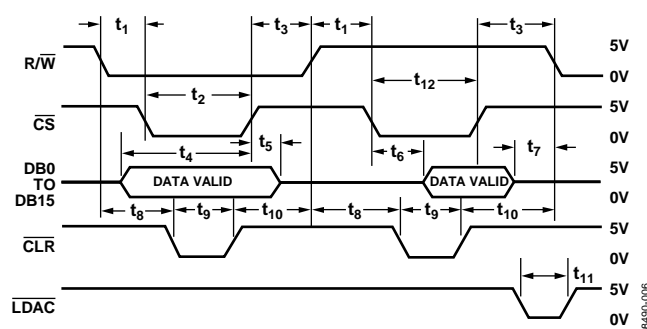 t1 t3 t1 t3
R/W 5V
0V
t2 t12
CS 5V
0V
t4 t5 t6 t7
DB0
TO
DB15
DATA VALID DATA VALID 5V
0V
t8 t9 t10 t8 t9 t10
CLR 5V
0V
t11
LDAC 5V
0V
8490-006